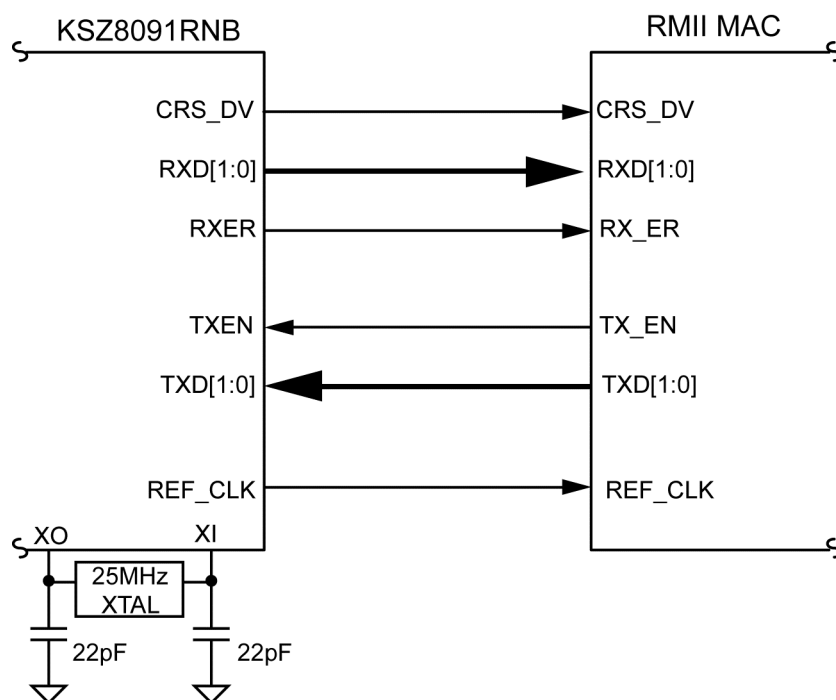 KSZ8091RNB
RMII MAC
CRS_DV
CRS_DV
RXD[1:0]
RXD[1:0]
RXER
RX_ER
TXEN
TX_EN
TXD[1:0]
TXD[1:0]
REF_CLK
REF_CLK
XO
XI
25MHz
XTAL
22pF
22pF